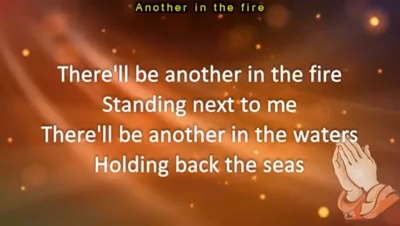 Another in the fire
There'll be another in the fire
Standing next to me
There'll be another in the waters
Holding back the seas